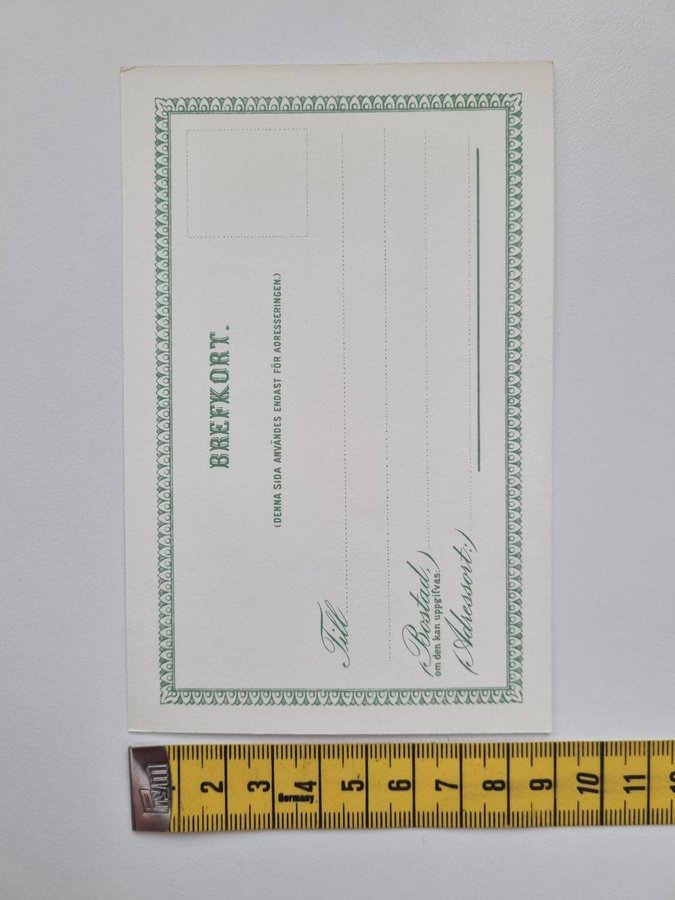 BREFKORT.
(DENNA SIDA ANVÄNDES ENDAST FÖR ADRESSERINGEN.)
Till
(Bostad:)
om den kan uppgifvas:
(Adressort:)
2 3 4 5 6 7 8 9 10 11
Germany